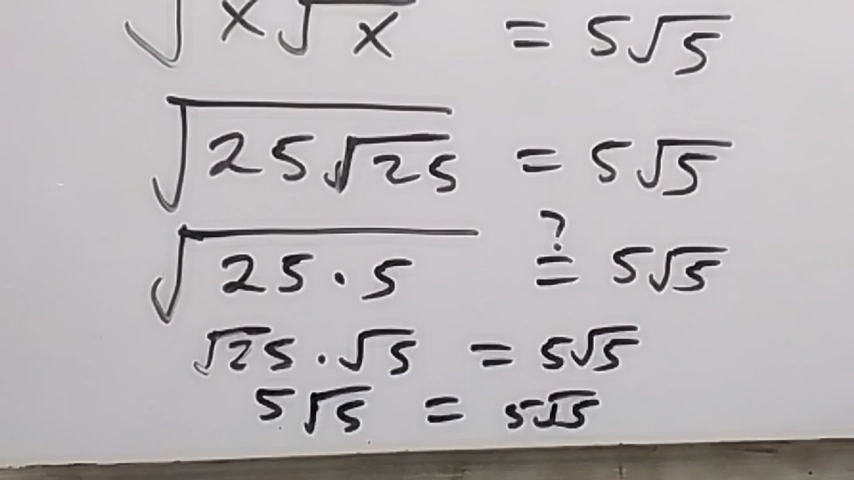 √x√x = 5√5
√25√25 = 5√5
√25·5 ≟ 5√5
√25·√5 = 5√5
5√5 = 5√5